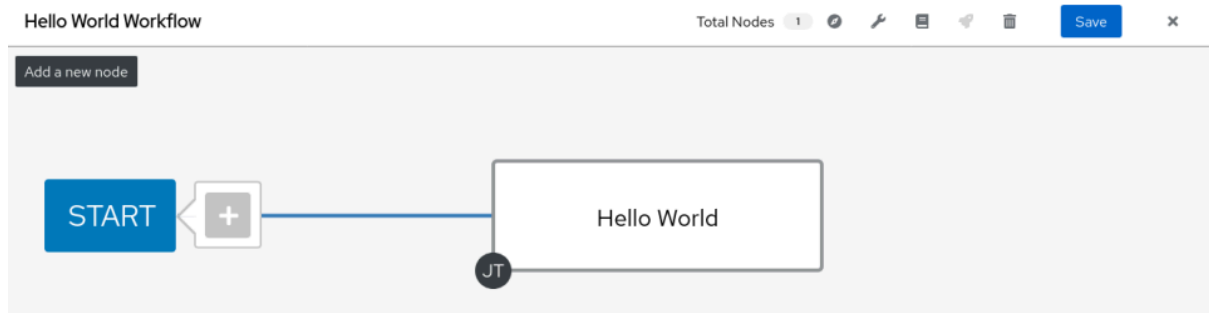 Hello World Workflow
Total Nodes 1
Save
Add a new node
START
Hello World
JT